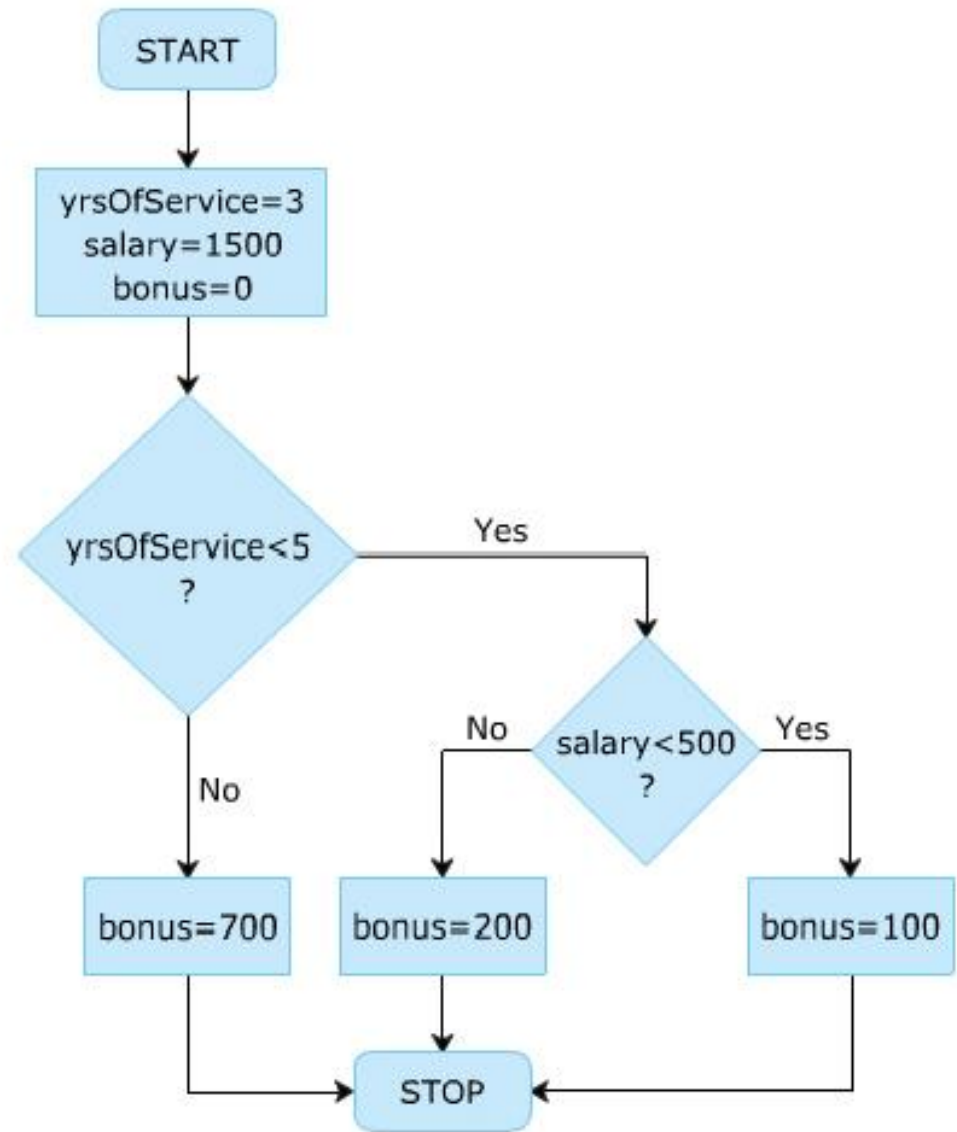 START
yrsOfService=3
salary=1500
bonus=0
yrsOfService<5
?
Yes
No
salary<500
?
No
Yes
bonus=700
bonus=200
bonus=100
STOP